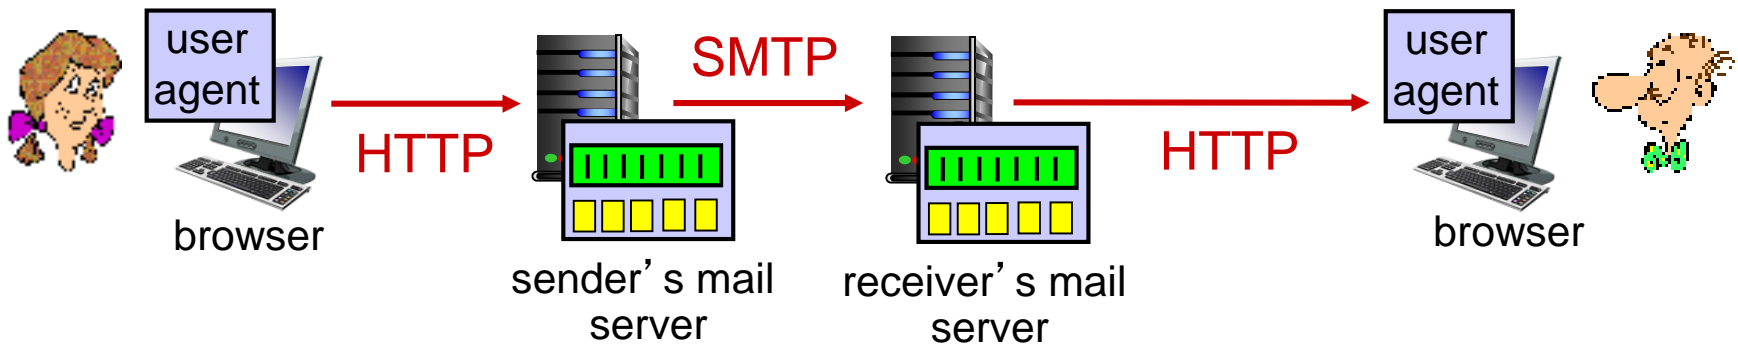 user
agent
HTTP
browser
sender’s mail
server
SMTP
receiver’s mail
server
HTTP
user
agent
browser